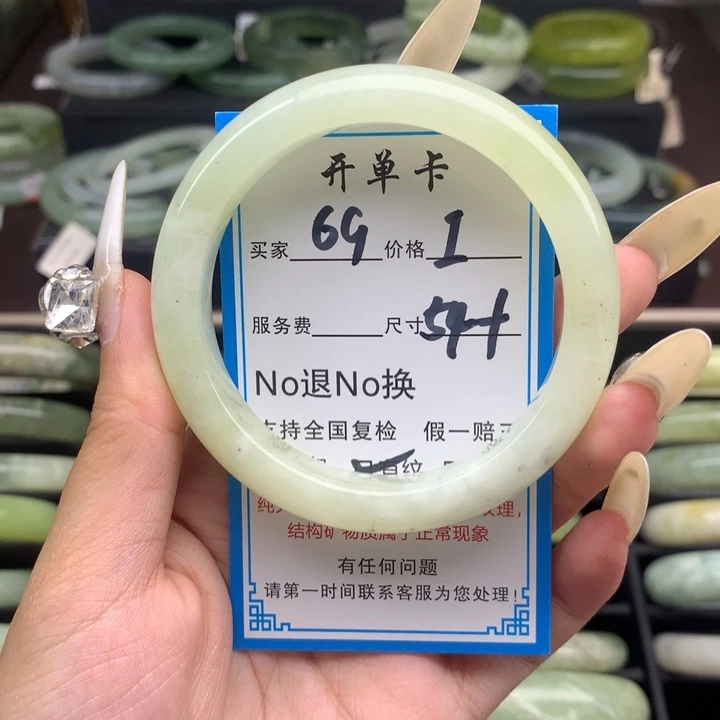 开单卡
买家 69 价格 1
服务费 尺寸 54+
No退No换
支持全国复检 假一赔三
有纹
结构矿物质属于正常现象
有任何问题
请第一时间联系客服为您处理!